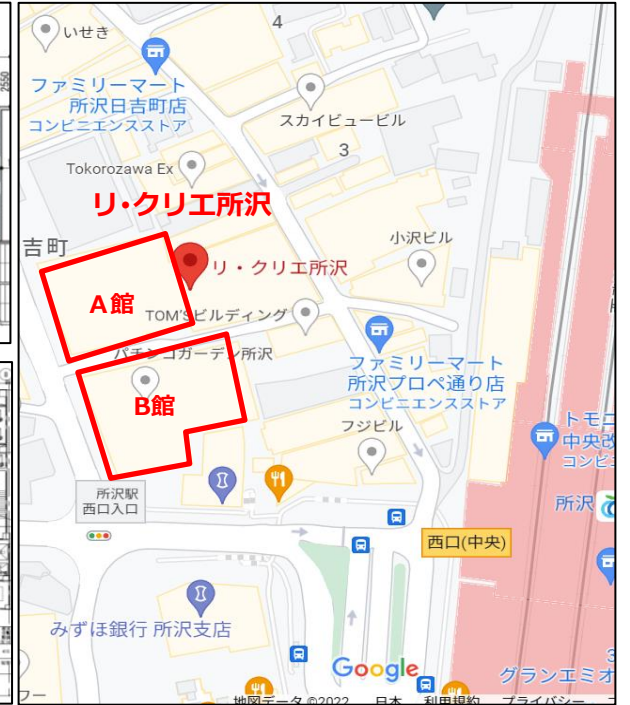 2550
いせき
4
ファミリーマート
所沢日吉町店
コンビニエンスストア
スカイビュービル
3
Tokorozawa Ex
リ・クリエ所沢
小沢ビル
吉町
リ・クリエ所沢
A館
TOM'Sビルディング
パチンコガーデン所沢
ファミリーマート
所沢プロペ通り店
コンビニエンスストア
B館
フジビル
トモニ
中央改
コンビニ
所沢駅
西口入口
所沢
西口(中央)
みずほ銀行 所沢支店
Google
グランエミオ
地図データ ©2022 日本 利用規約 プライバシー